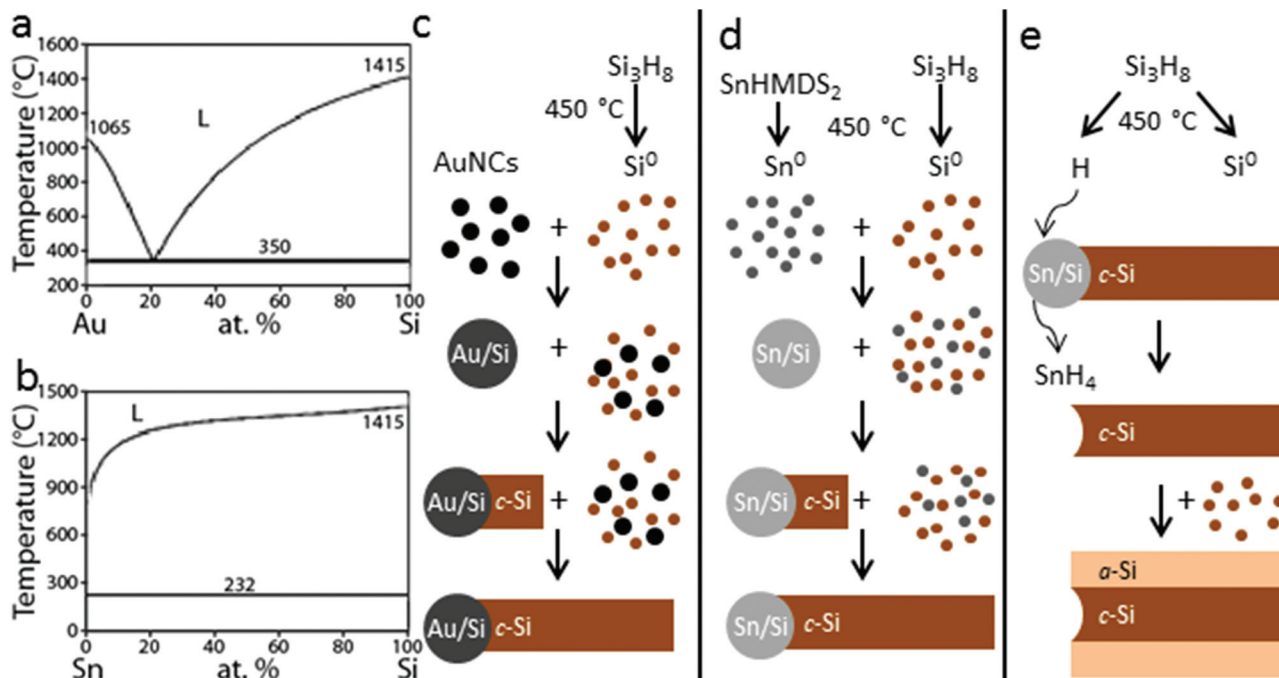 a
Temperature (°C)
1600
1400
1200
1000
800
600
400
200
1065
L
1415
350
0
20
40
60
80
100
Au
at. %
Si
b
Temperature (°C)
1500
1200
900
600
300
0
L
1415
232
0
20
40
60
80
100
Sn
at. %
Si
c
Si₃H₈
450 °C
AuNCs
Si⁰
+
Au/Si
+
Au/Si
c-Si
+
Au/Si
c-Si
d
SnHMDS₂
Si₃H₈
450 °C
Sn⁰
Si⁰
+
Sn/Si
+
Sn/Si
c-Si
+
Sn/Si
c-Si
e
Si₃H₈
450 °C
H
Si⁰
Sn/Si
c-Si
SnH₄
c-Si
+
a-Si
c-Si